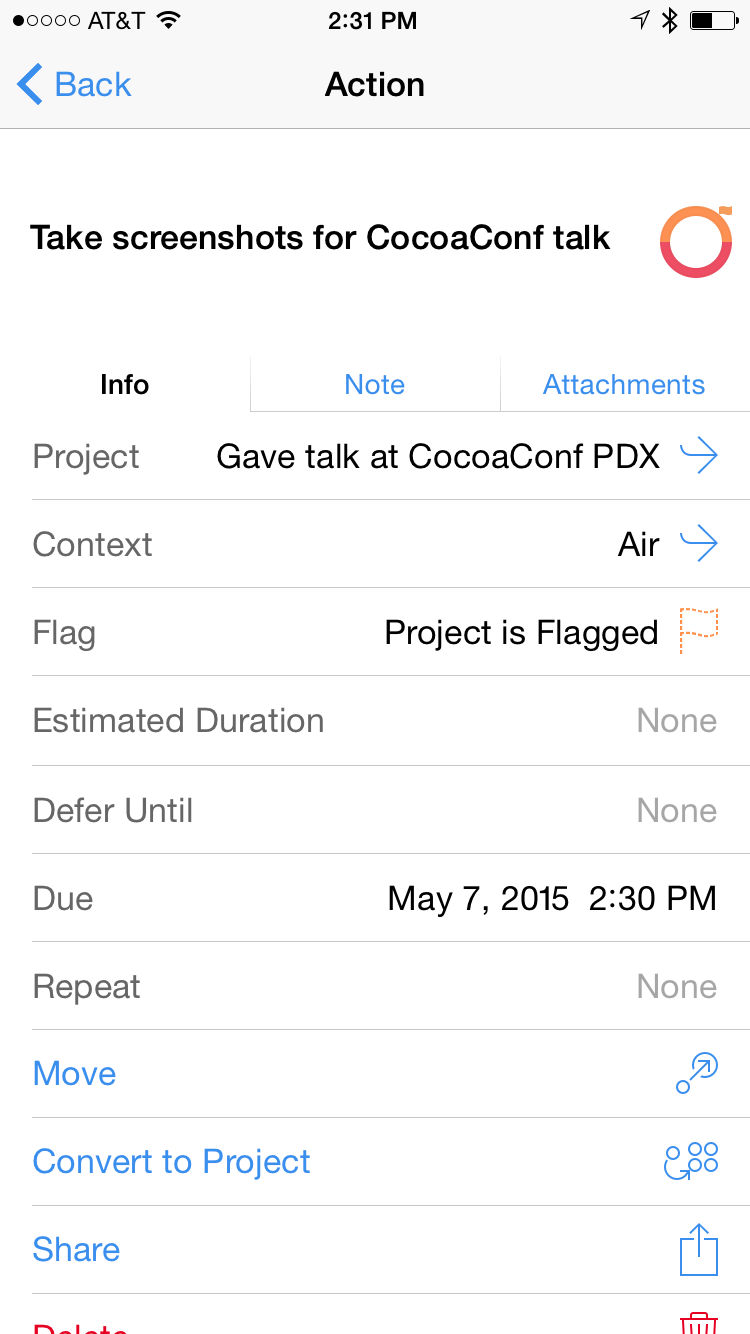 AT&T 2:31 PM
Back Action
Take screenshots for CocoaConf talk
Info Note Attachments
Project Gave talk at CocoaConf PDX
Context Air
Flag Project is Flagged
Estimated Duration None
Defer Until None
Due May 7, 2015 2:30 PM
Repeat None
Move
Convert to Project
Share
Delete